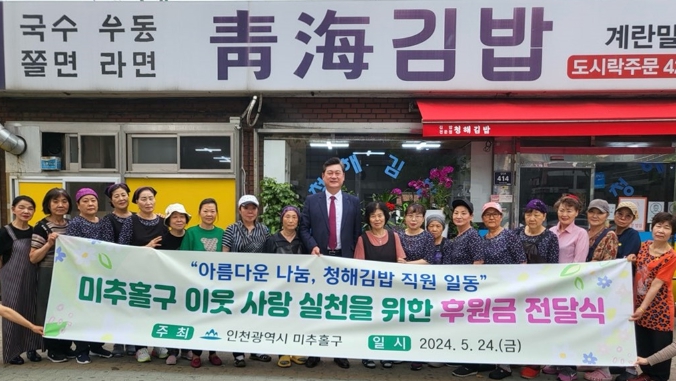 국수 우동
쫄면 라면
靑海김밥
계란말
도시락주문 42
청해김밥
414
"아름다운 나눔, 청해김밥 직원 일동"
미추홀구 이웃 사랑 실천을 위한 후원금 전달식
주 최 인천광역시 미추홀구 일 시 2024. 5. 24.(금)